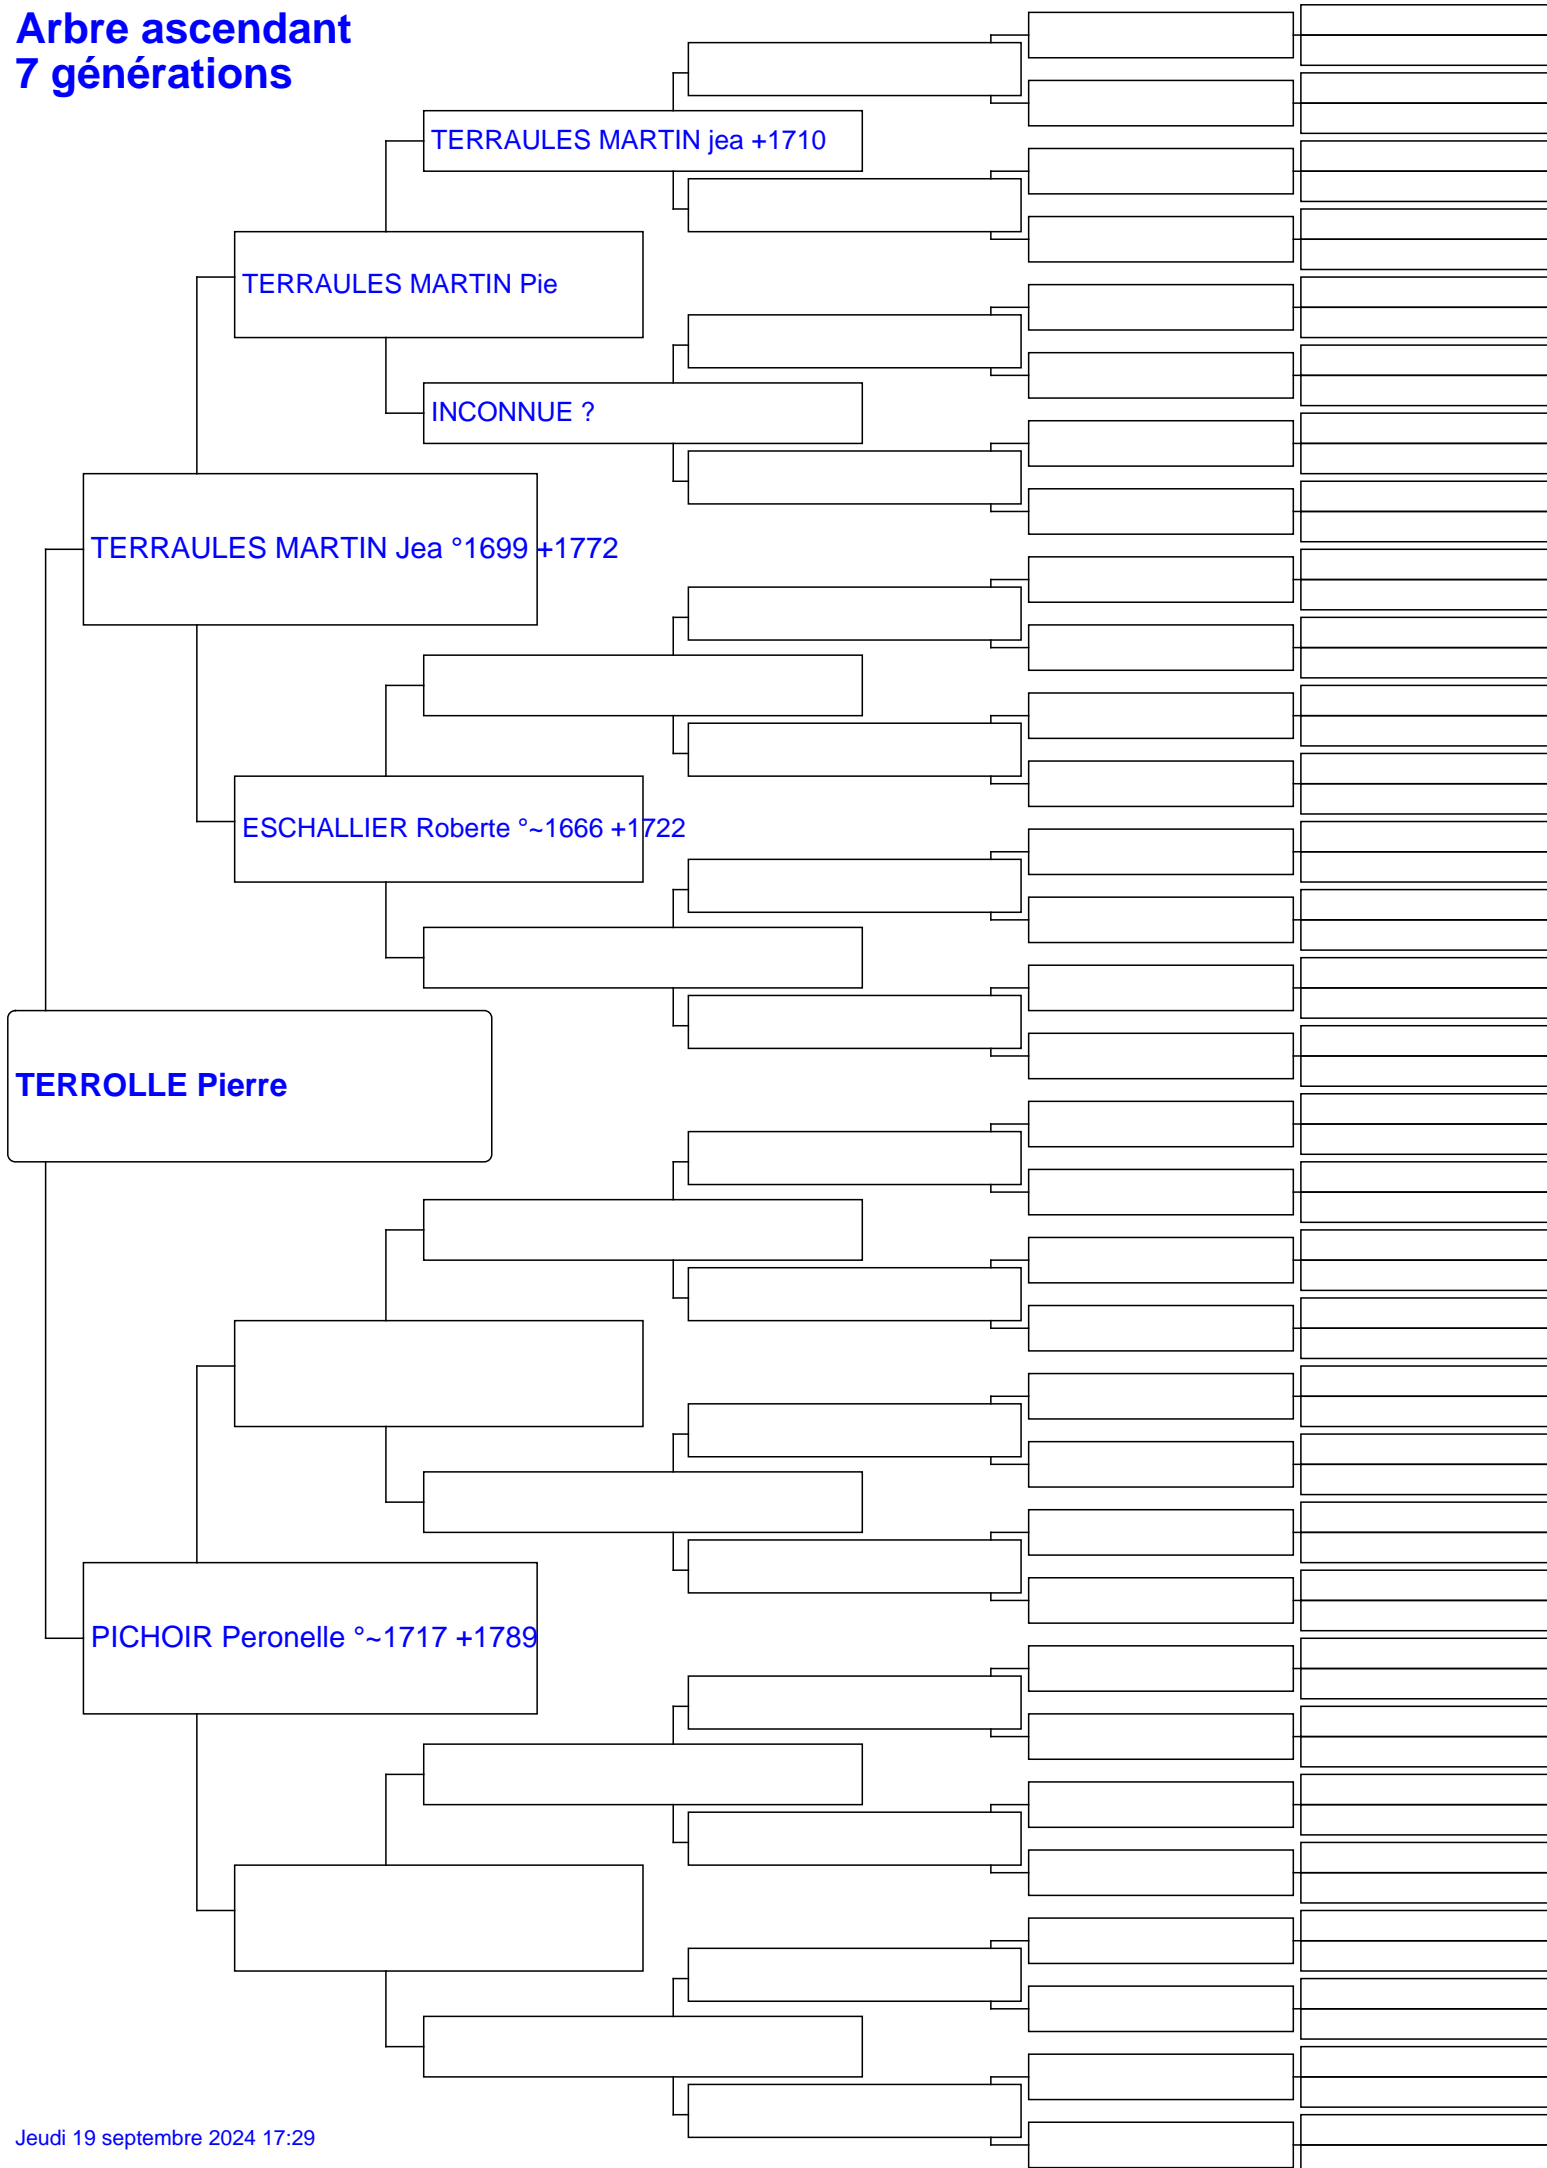 Arbre ascendant
7 générations
TERRAULES MARTIN jea +1710
TERRAULES MARTIN Pie
INCONNUE ?
TERRAULES MARTIN Jea °1699 +1772
ESCHALLIER Roberte °~1666 +1722
TERROLLE Pierre
PICHOIR Peronelle °~1717 +1789
Jeudi 19 septembre 2024 17:29